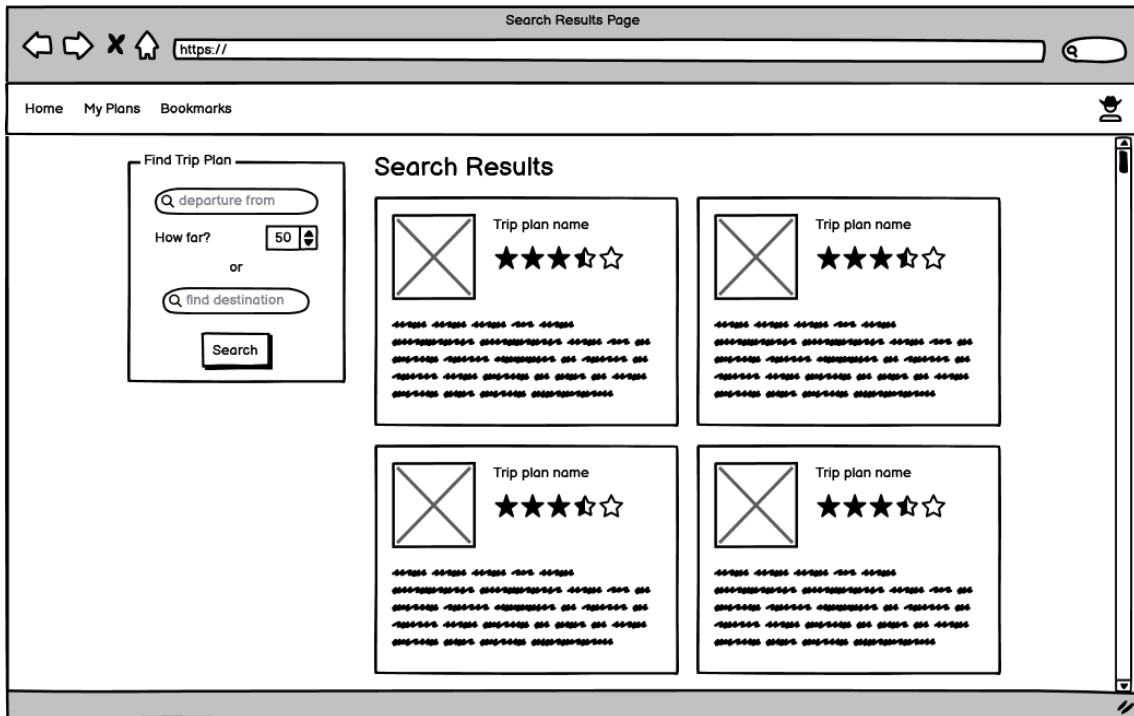 Search Results Page
https://
Home My Plans Bookmarks
Find Trip Plan
departure from
How far? 50
or
find destination
Search
Search Results
Trip plan name
Trip plan name
Trip plan name
Trip plan name